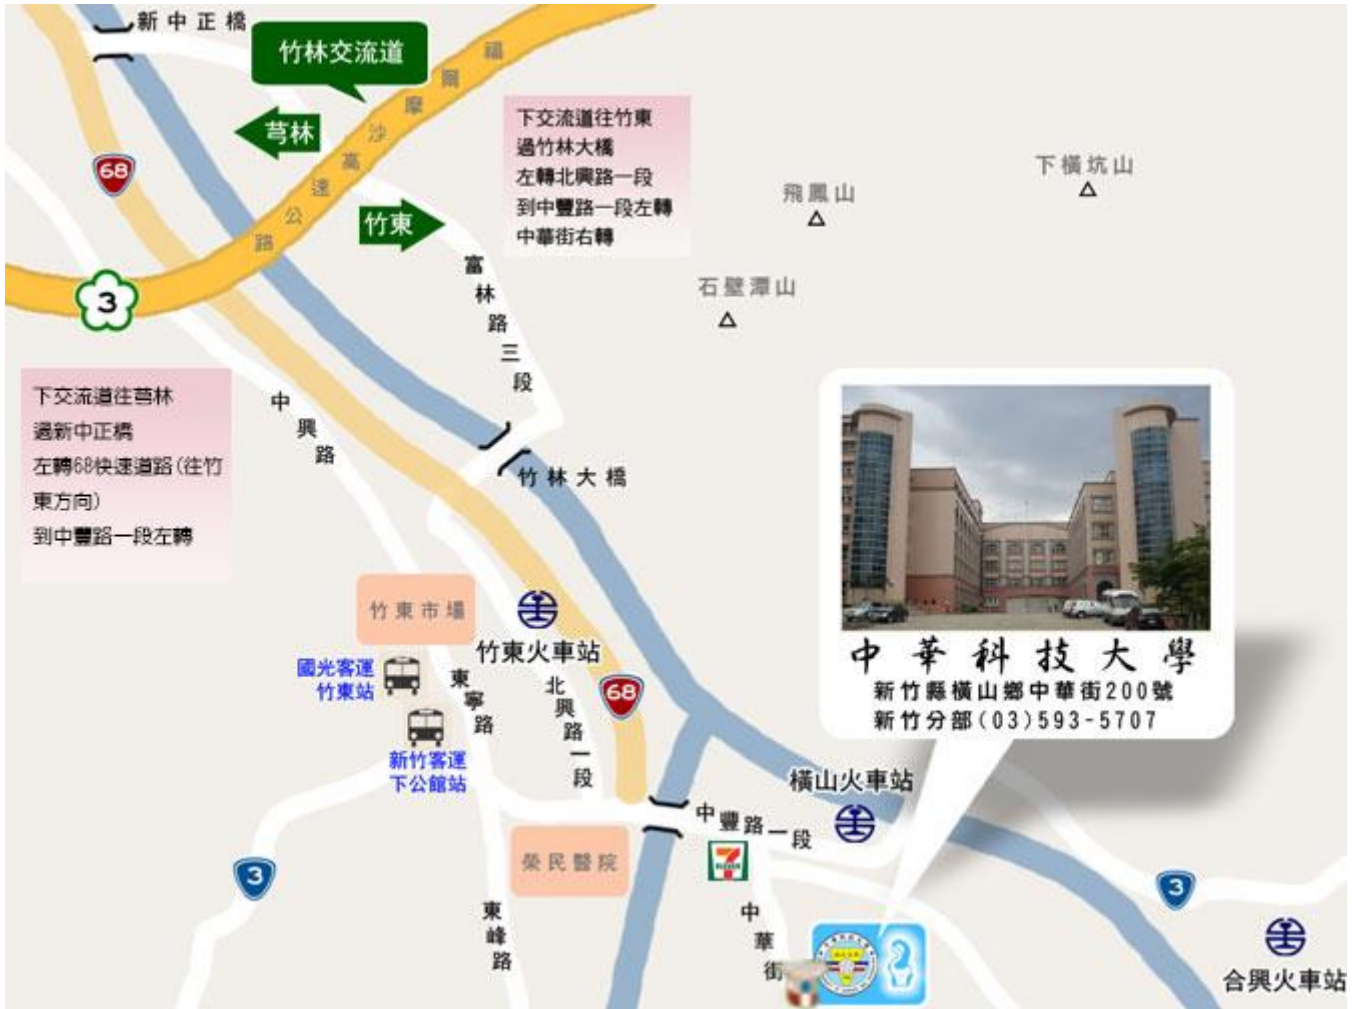 新中正橋
竹林交流道
福爾摩沙高速公路
芎林
68
竹東
下交流道往竹東
過竹林大橋
左轉北興路一段
到中豐路一段左轉
中華街右轉
下橫坑山
飛鳳山
石壁潭山
3
富林路三段
下交流道往芎林
過新中正橋
左轉68快速道路(往竹
東方向)
到中豐路一段左轉
中興路
竹林大橋
竹東市場
竹東火車站
國光客運
竹東站
東寧路
北興路一段
68
新竹客運
下公館站
中華科技大學
新竹縣橫山鄉中華街200號
新竹分部(03)593-5707
橫山火車站
中豐路一段
榮民醫院
7
ELEVEN
3
3
東峰路
中華街
合興火車站